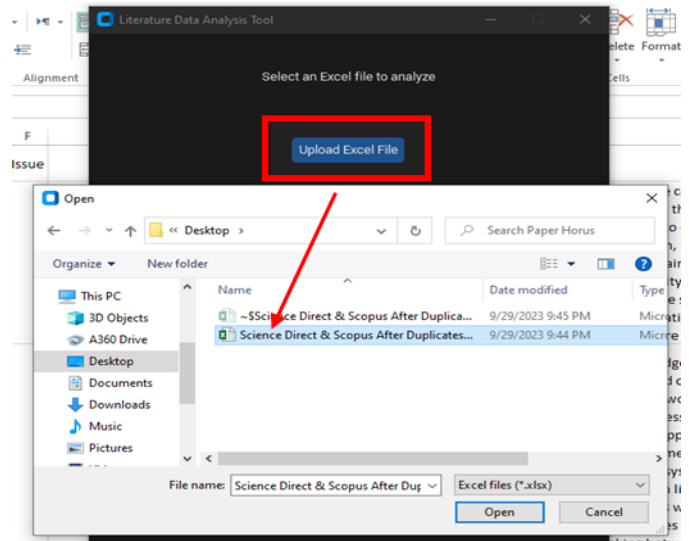 Literature Data Analysis Tool
elete Format
Alignment
Select an Excel file to analyze
Cells
F
Upload Excel File
Issue
Open
« Desktop ›
Search Paper Horus
Organize
New folder
Name
Date modified
Type
This PC
3D Objects
A360 Drive
Desktop
Documents
Downloads
Music
Pictures
~$Science Direct & Scopus After Duplica...
9/29/2023 9:45 PM
Micr
Science Direct & Scopus After Duplicates...
9/29/2023 9:44 PM
Micr
File name:
Science Direct & Scopus After Dup
Excel files (*.xlsx)
Open
Cancel